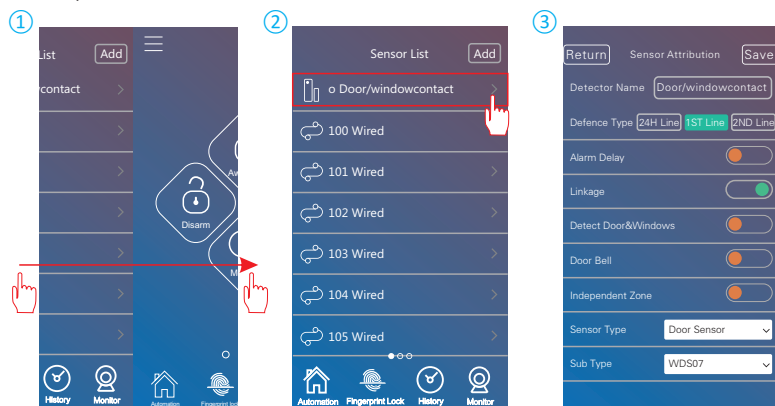 ①
List
Add
contact
Aw
Disarm
M
History
Monitor
Automation
Fingerprint lock
②
Sensor List
Add
o Door/windowcontact
100 Wired
101 Wired
102 Wired
103 Wired
104 Wired
105 Wired
Automation
Fingerprint Lock
History
Monitor
③
Return
Sensor Attribution
Save
Detector Name
Door/windowcontact
Defence Type
24H Line
1ST Line
2ND Line
Alarm Delay
Linkage
Detect Door&Windows
Door Bell
Independent Zone
Sensor Type
Door Sensor
Sub Type
WDS07